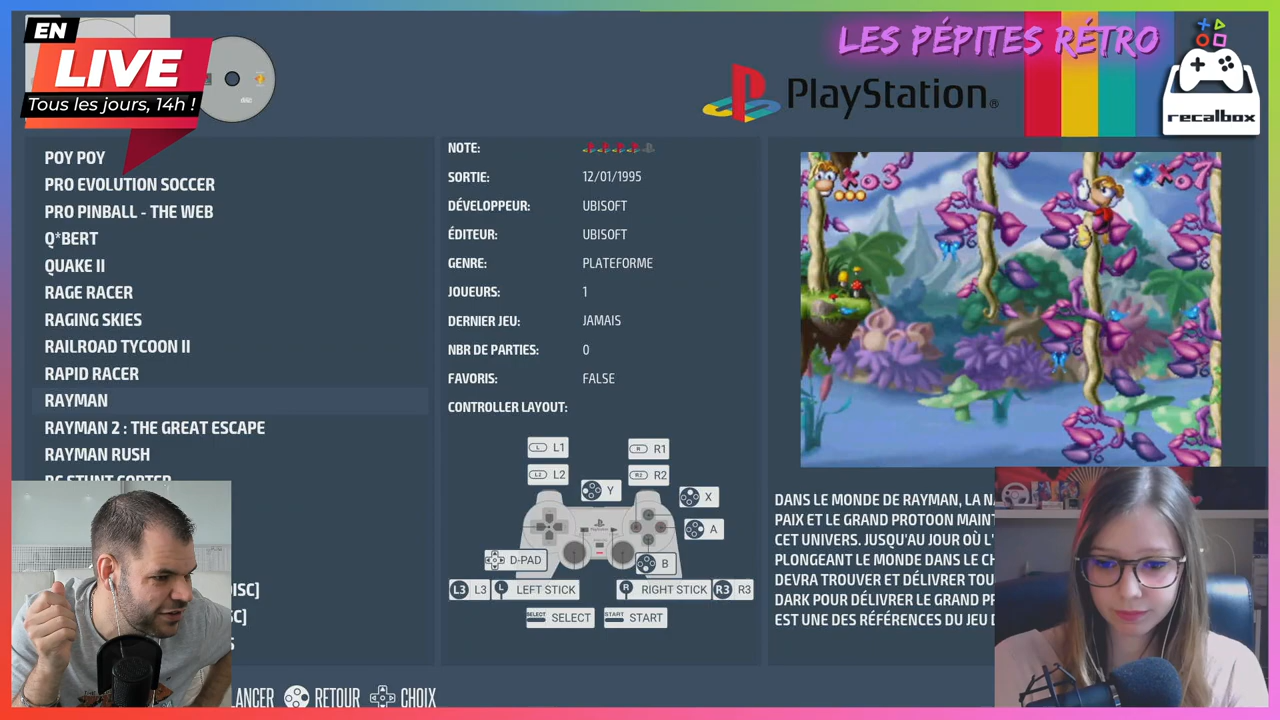 EN
LIVE
Tous les jours, 14h !
LES PÉPITES RÉTRO
PlayStation®
recalbox
POY POY
PRO EVOLUTION SOCCER
PRO PINBALL - THE WEB
Q*BERT
QUAKE II
RAGE RACER
RAGING SKIES
RAILROAD TYCOON II
RAPID RACER
RAYMAN
RAYMAN 2 : THE GREAT ESCAPE
RAYMAN RUSH
NOTE:
SORTIE: 12/01/1995
DÉVELOPPEUR: UBISOFT
ÉDITEUR: UBISOFT
GENRE: PLATEFORME
JOUEURS: 1
DERNIER JEU: JAMAIS
NBR DE PARTIES: 0
FAVORIS: FALSE
CONTROLLER LAYOUT:
L1
R1
L2
R2
Y
X
A
B
D-PAD
L3 L3
L LEFT STICK
R RIGHT STICK
R3 R3
SELECT SELECT
START START
×03
×07
DANS LE MONDE DE RAYMAN, LA
PAIX ET LE GRAND PROTOON
CET UNIVERS. JUSQU'AU JOUR OÙ
PLONGEANT LE MONDE DANS LE
DEVRA TROUVER ET DÉLIVRER
DARK POUR DÉLIVRER LE GRAND
EST UNE DES RÉFÉRENCES DU JEU
RETOUR
CHOIX